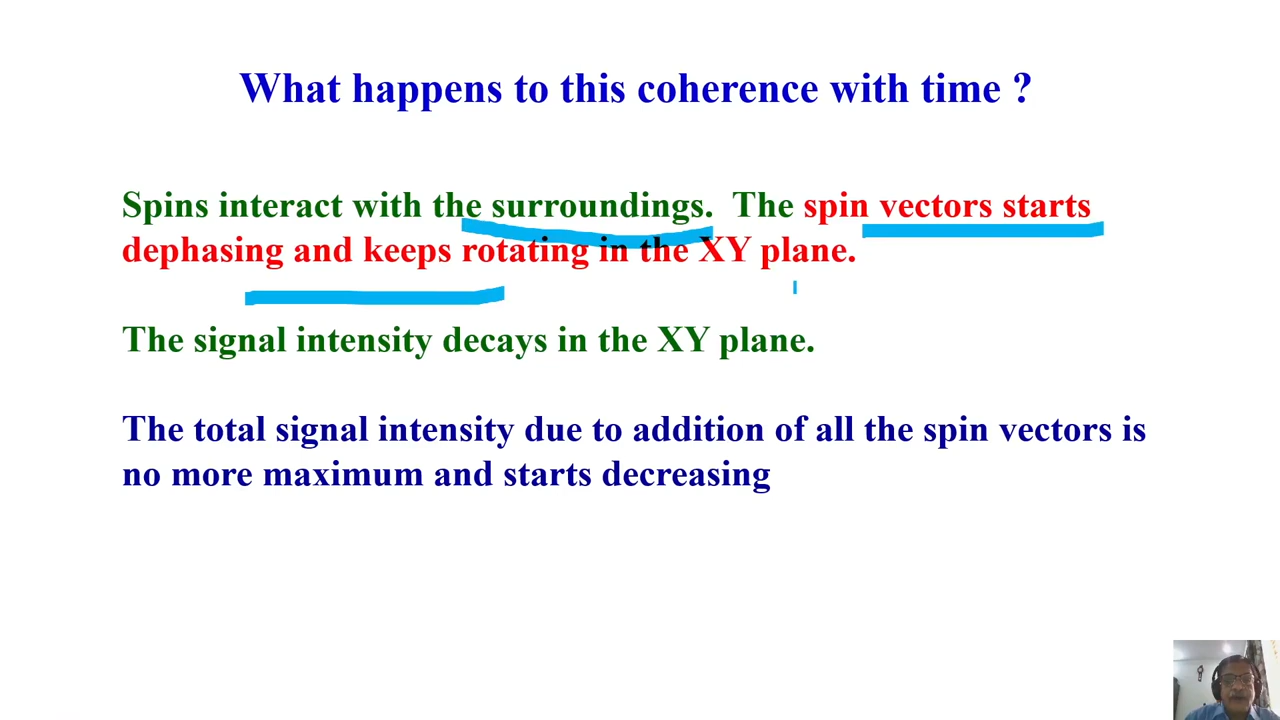 What happens to this coherence with time ?
Spins interact with the surroundings. The spin vectors starts
dephasing and keeps rotating in the XY plane.
The signal intensity decays in the XY plane.
The total signal intensity due to addition of all the spin vectors is
no more maximum and starts decreasing